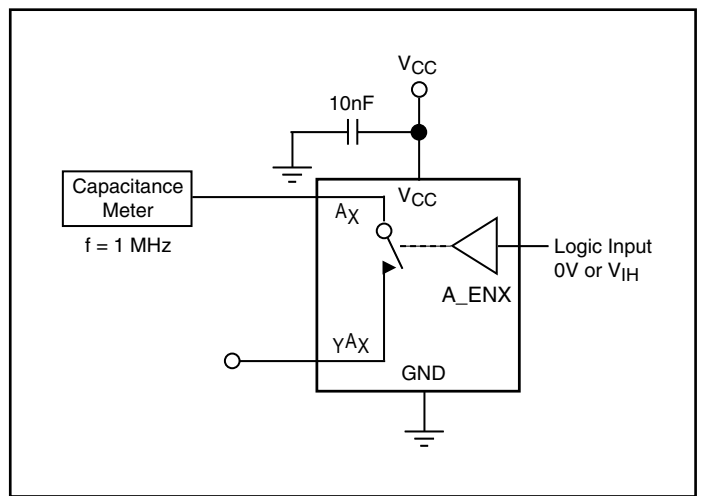 VCC
10nF
Capacitance
Meter
f = 1 MHz
VCC
AX
Logic Input
0V or VIH
A_ENX
YAX
GND